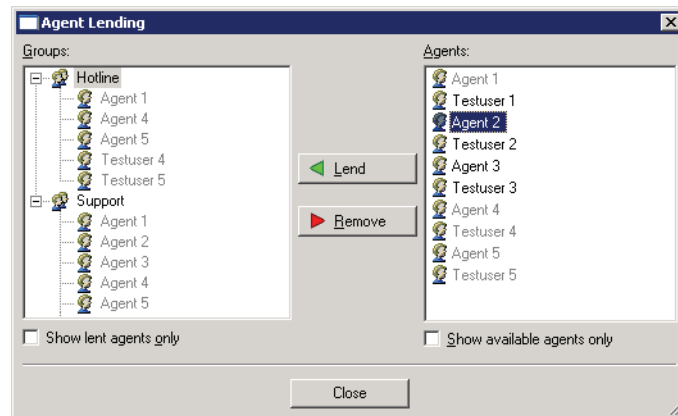 Agent Lending
Groups:
Hotline
Agent 1
Agent 4
Agent 5
Testuser 4
Testuser 5
Support
Agent 1
Agent 2
Agent 3
Agent 4
Agent 5
Show lent agents only
Lend
Remove
Agents:
Agent 1
Testuser 1
Agent 2
Testuser 2
Agent 3
Testuser 3
Agent 4
Testuser 4
Agent 5
Testuser 5
Show available agents only
Close